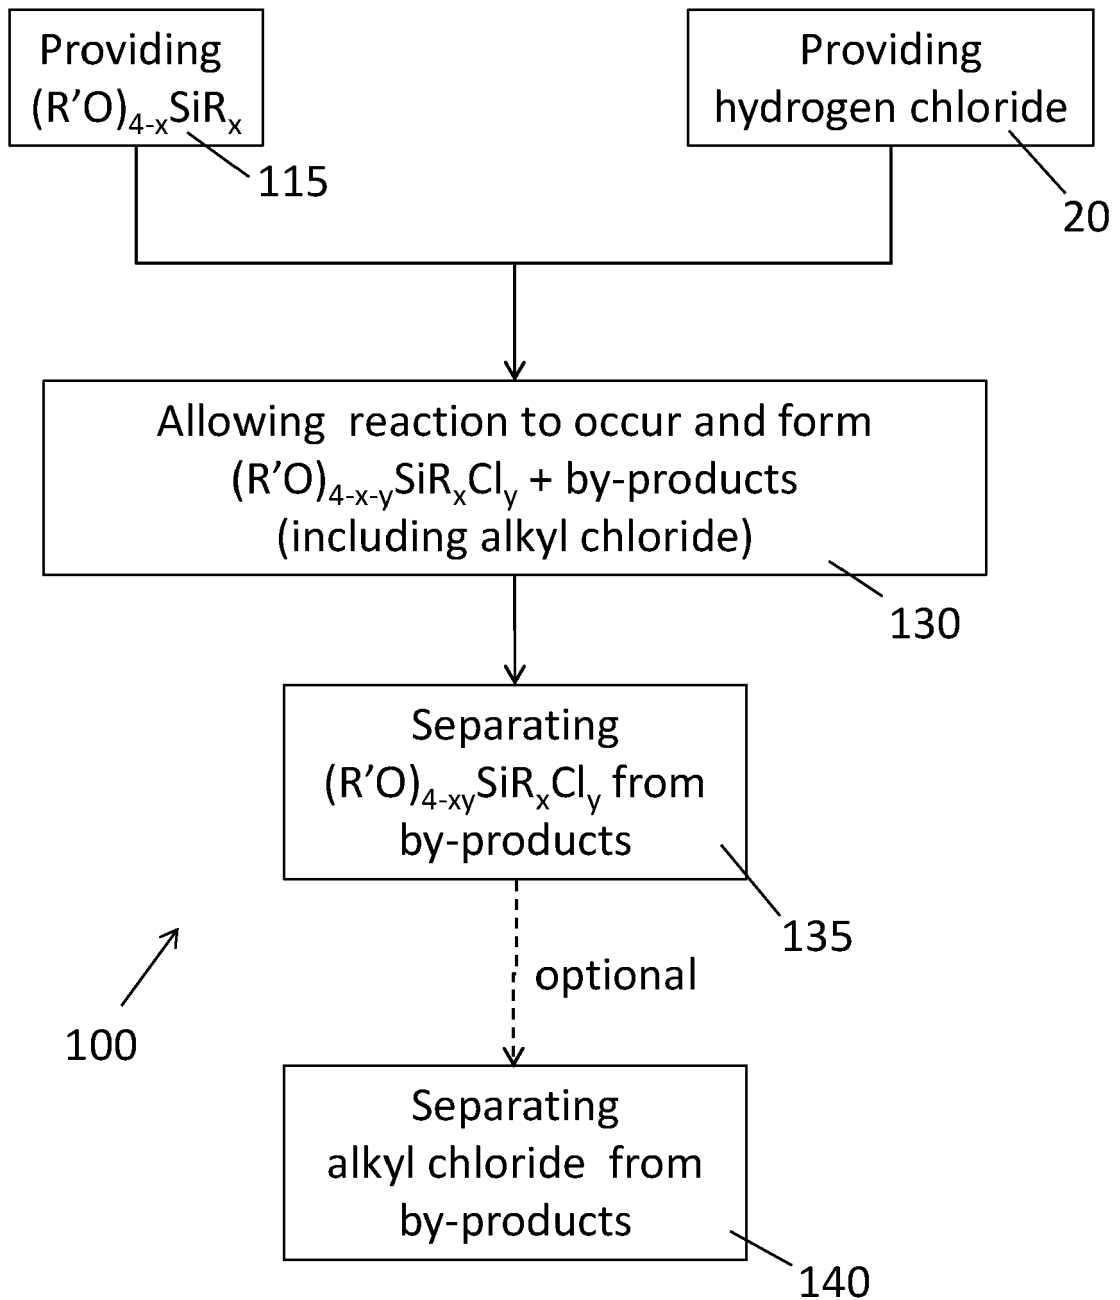 Providing
(R’O)4-xSiRx
115
Providing
hydrogen chloride
20
Allowing reaction to occur and form
(R’O)4-x-ySiRxCly + by-products
(including alkyl chloride)
130
Separating
(R’O)4-xySiRxCly from
by-products
135
optional
100
Separating
alkyl chloride from
by-products
140